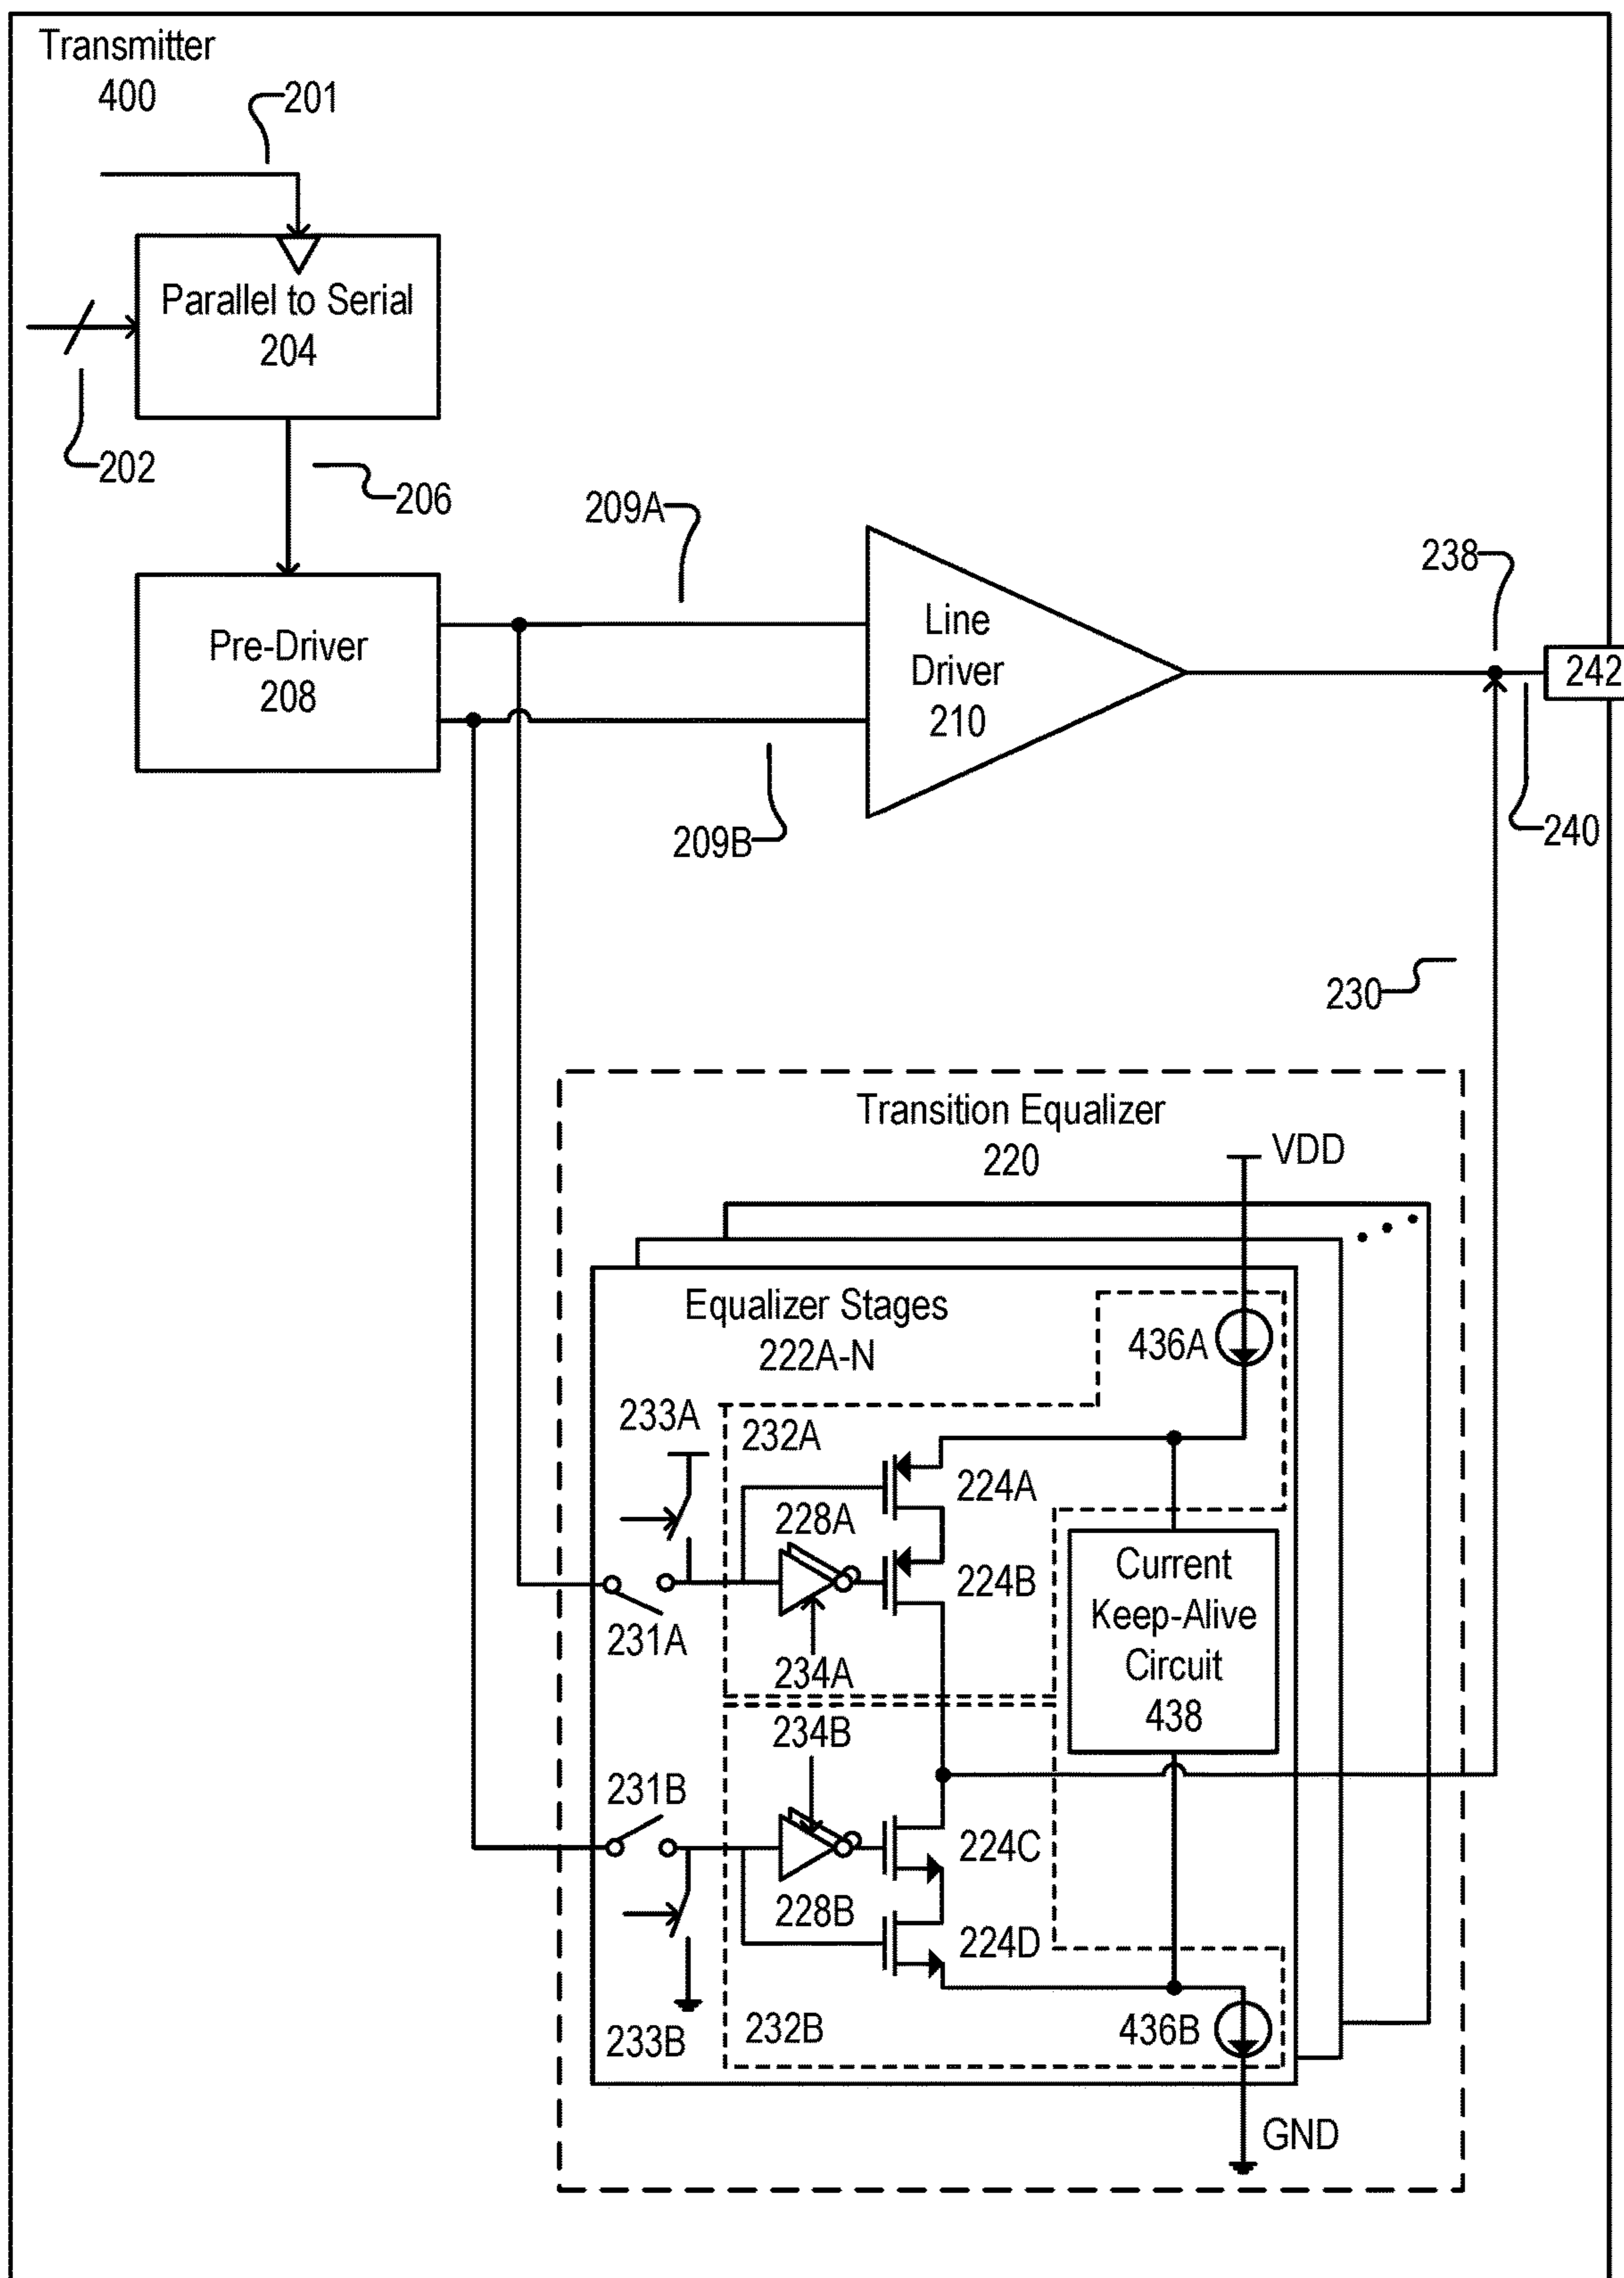 Transmitter
400
201
Parallel to Serial
204
202
206
209A
238
Pre-Driver
208
Line
Driver
210
242
209B
240
230
Transition Equalizer
220
VDD
Equalizer Stages
222A-N
436A
233A
232A
224A
228A
224B
Current
Keep-Alive
Circuit
438
231A
234A
234B
231B
224C
228B
224D
233B
232B
436B
GND